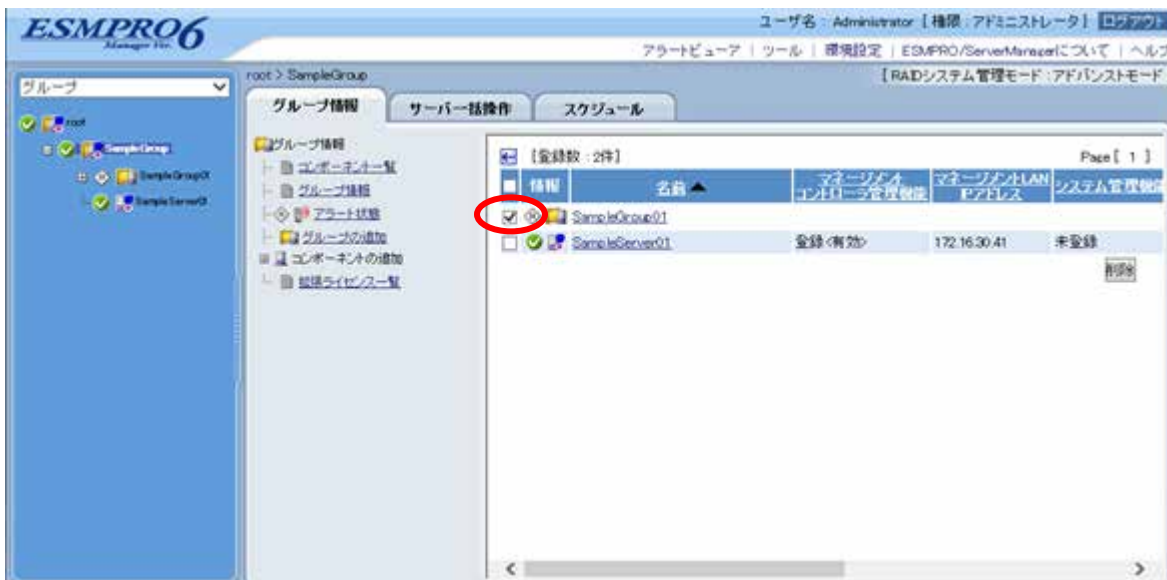 ESMPRO6
Manager Ver.
ユーザ名 : Administrator [ 権限 : アドミニストレータ ] ログアウト
アラートビューア | ツール | 環境設定 | ESMPRO/ServerManagerについて | ヘルプ
グループ
root > SampleGroup
[ RAIDシステム管理モード : アドバンストモード
グループ情報 サーバ一括操作 スケジュール
root
SampleGroup
SampleGroup01
SampleServer01
グループ情報
コンポーネント一覧
グループ情報
アラート状態
グループの追加
コンポーネントの追加
拡張ライセンス一覧
[登録数 : 2件] Page [ 1 ]
情報 名前 ▲ マネージメントコントローラ管理機能 マネージメントLAN IPアドレス システム管理機能
SampleGroup01
SampleServer01 登録<有効> 172.16.30.41 未登録
削除